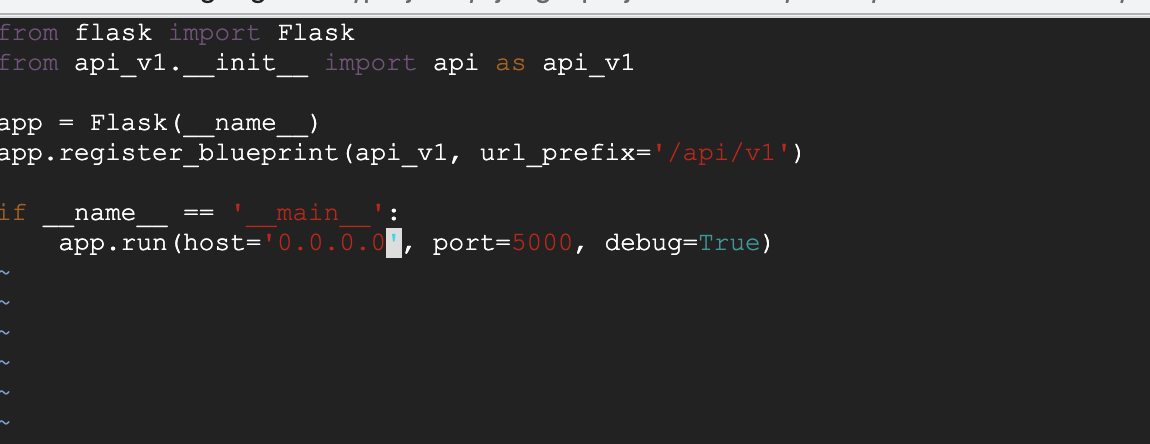 from flask import Flask
from api_v1.__init__ import api as api_v1
app = Flask(__name__)
app.register_blueprint(api_v1, url_prefix='/api/v1')
if __name__ == '__main__':
    app.run(host='0.0.0.0', port=5000, debug=True)
~
~
~
~
~
~